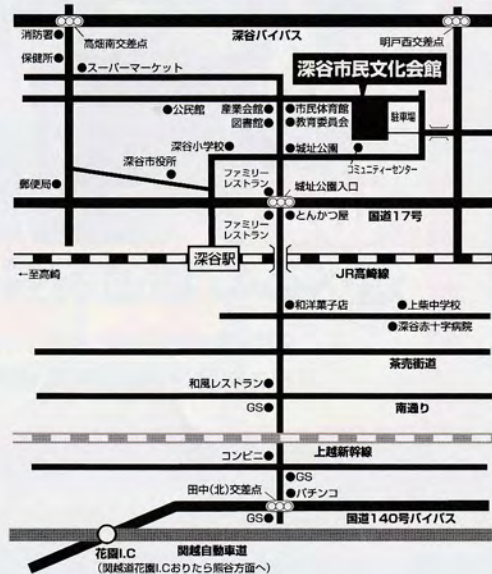 消防署
高畑南交差点
深谷バイパス
明戸西交差点
保健所
スーパーマーケット
深谷市民文化会館
公民館
産業会館
市民体育館
駐車場
図書館
教育委員会
深谷小学校
城址公園
コミュニティーセンター
深谷市役所
郵便局
ファミリー
レストラン
城址公園入口
ファミリー
レストラン
とんかつ屋
国道17号
深谷駅
←至高崎
JR高崎線
和洋菓子店
上柴中学校
深谷赤十字病院
茶売街道
和風レストラン
GS
南通り
上越新幹線
コンビニ
GS
田中(北)交差点
パチンコ
GS
国道140号バイパス
花園I.C
関越自動車道
(関越道花園I.Cおりたら熊谷方面へ)